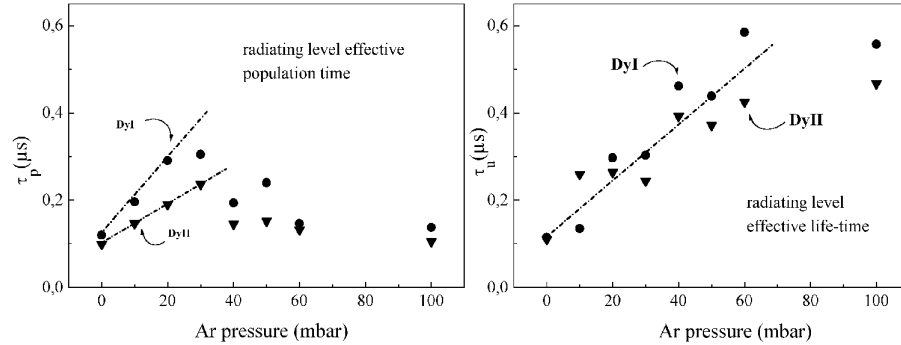 0,6
0,4
0,2
0,0
τp(μs)
radiating level effective
population time
DyI
DyII
0 20 40 60 80 100
Ar pressure (mbar)
0,6
0,4
0,2
0,0
τu(μs)
DyI
DyII
radiating level
effective life-time
0 20 40 60 80 100
Ar pressure (mbar)